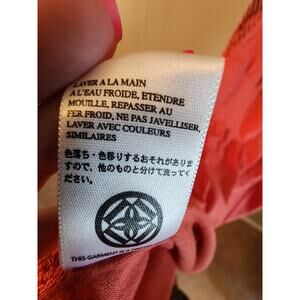 LAVER A LA MAIN
A L'EAU FROIDE, ETENDRE
MOUILLE, REPASSER AU
FER FROID, NE PAS JAVELLISER,
LAVER AVEC COULEURS
SIMILAIRES
色落ち・色移りするおそれがありま
すので、他のものと分けて洗ってく
ださい。
THIS GARMENT IS A